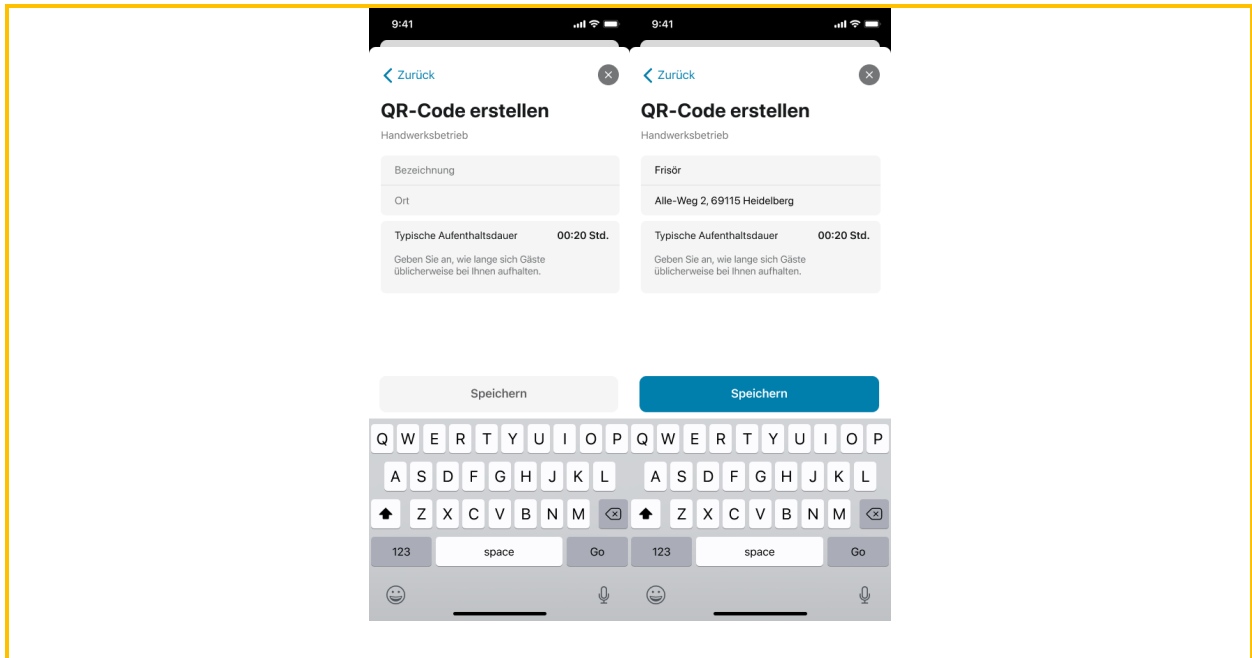 9:41
Zurück
QR-Code erstellen
Handwerksbetrieb
Bezeichnung
Ort
Typische Aufenthaltsdauer 00:20 Std.
Geben Sie an, wie lange sich Gäste
üblicherweise bei Ihnen aufhalten.
Speichern
Q W E R T Y U I O P
A S D F G H J K L
Z X C V B N M
123 space Go
9:41
Zurück
QR-Code erstellen
Handwerksbetrieb
Frisör
Alle-Weg 2, 69115 Heidelberg
Typische Aufenthaltsdauer 00:20 Std.
Geben Sie an, wie lange sich Gäste
üblicherweise bei Ihnen aufhalten.
Speichern
Q W E R T Y U I O P
A S D F G H J K L
Z X C V B N M
123 space Go